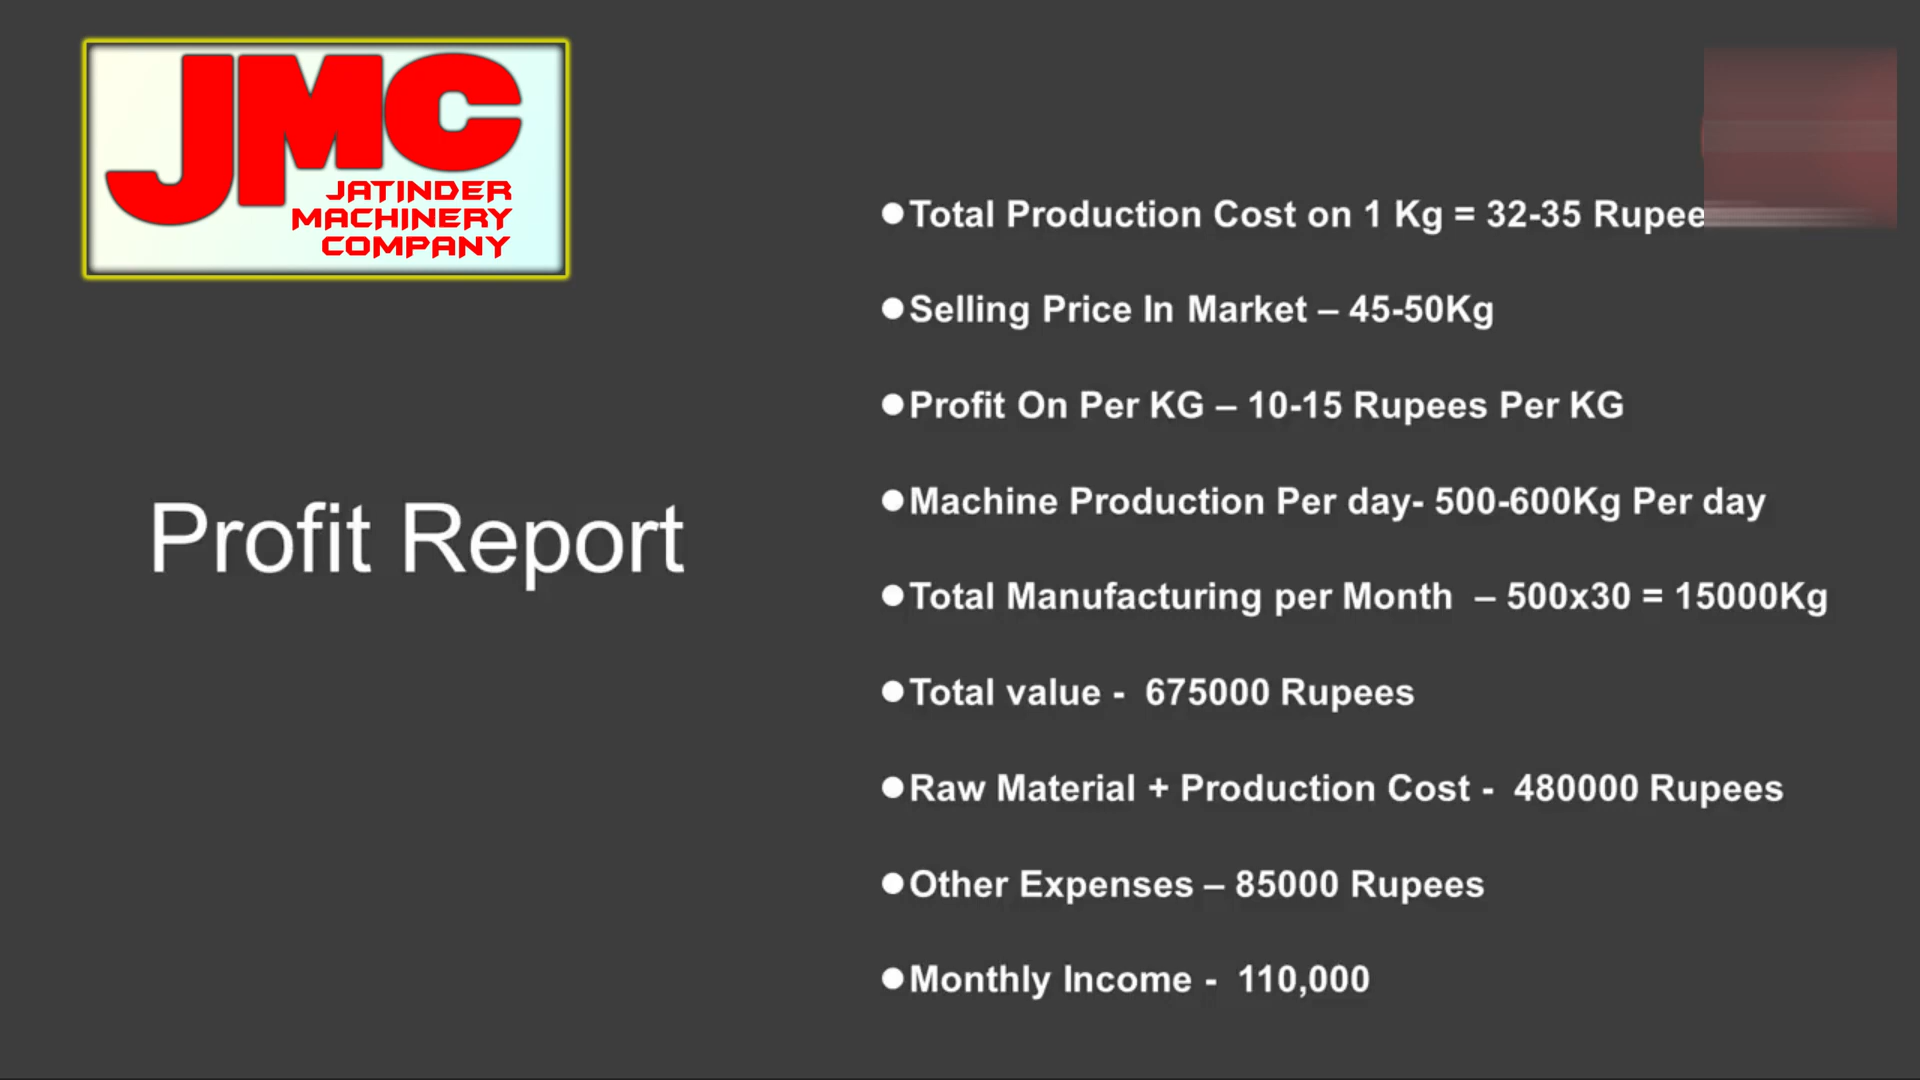 JMC
JATINDER
MACHINERY
COMPANY
Profit Report
●Total Production Cost on 1 Kg = 32-35 Rupee
●Selling Price In Market – 45-50Kg
●Profit On Per KG – 10-15 Rupees Per KG
●Machine Production Per day- 500-600Kg Per day
●Total Manufacturing per Month – 500x30 = 15000Kg
●Total value - 675000 Rupees
●Raw Material + Production Cost - 480000 Rupees
●Other Expenses – 85000 Rupees
●Monthly Income - 110,000